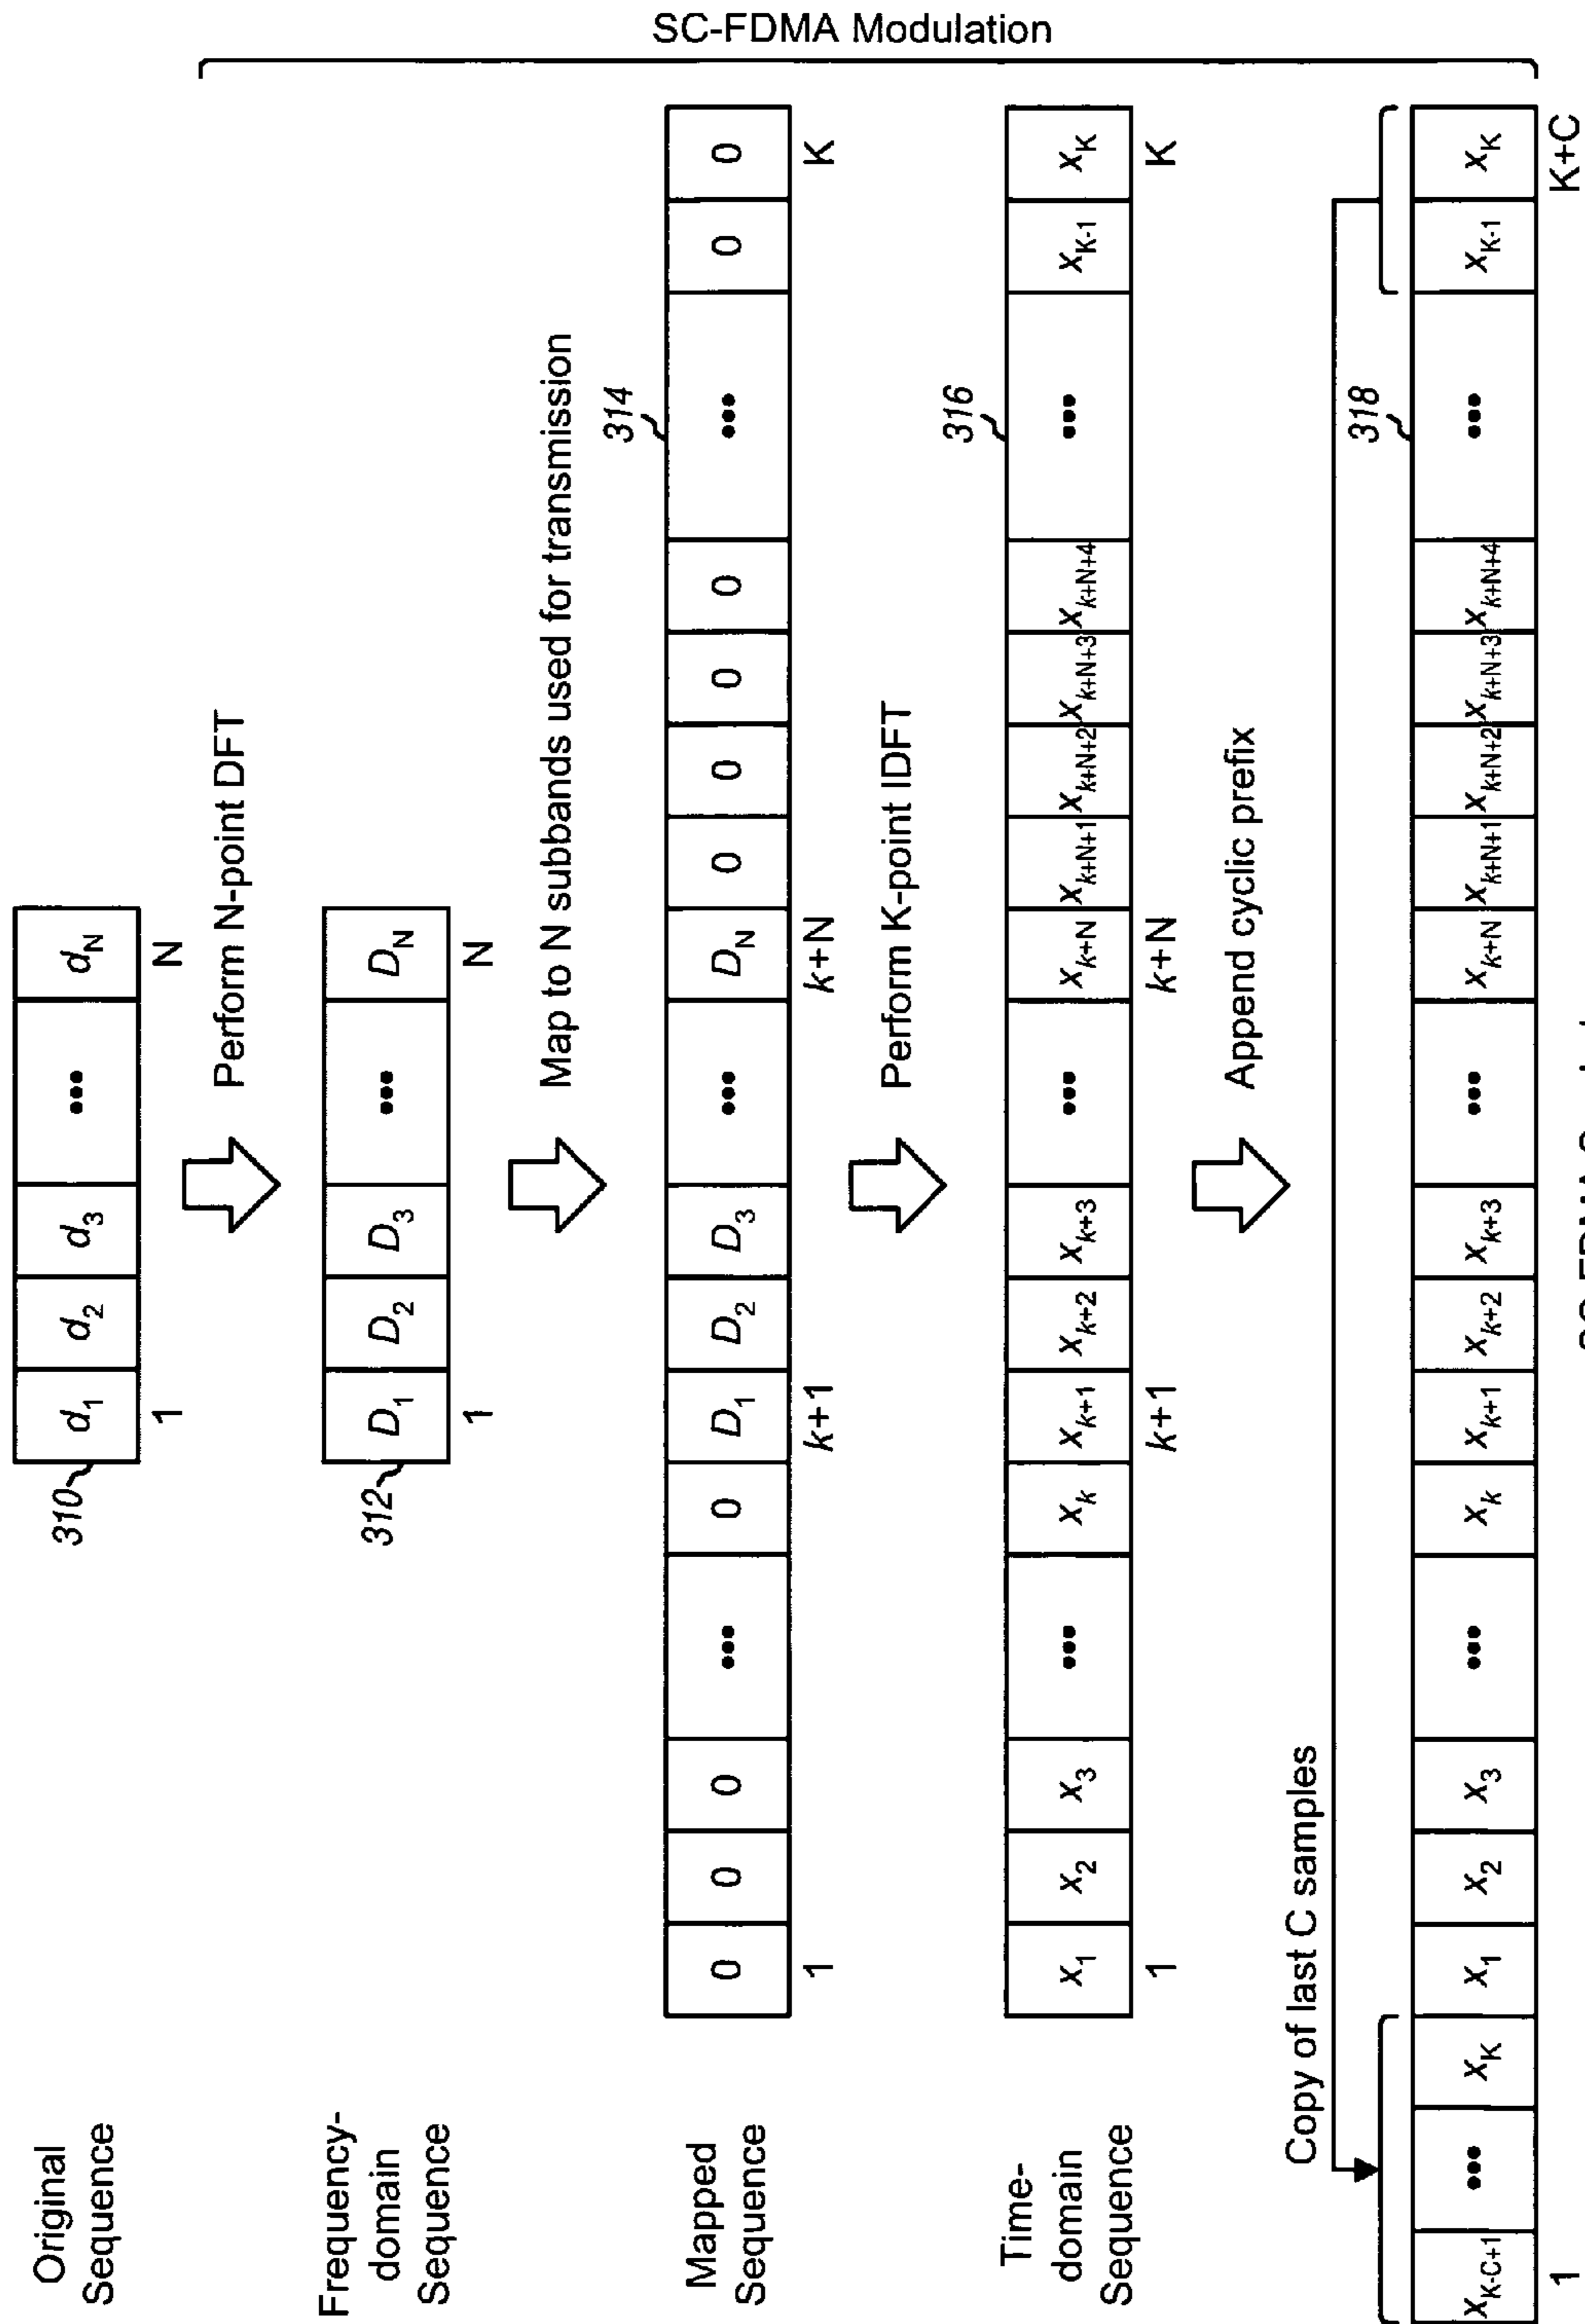 SC-FDMA Modulation
Original
Sequence
310
d1 d2 d3 ... dN
1 N
Perform N-point DFT
Frequency-
domain
Sequence
312
D1 D2 D3 ... DN
1 N
Map to N subbands used for transmission
314
Mapped
Sequence
0 0 0 ... 0 D1 D2 D3 ... DN 0 0 0 0 ... 0 0
1 k+1 k+N K
Perform K-point IDFT
316
Time-
domain
Sequence
x1 x2 x3 ... xk xk+1 xk+2 xk+3 ... xk+N xk+N+1 xk+N+2 xk+N+3 xk+N+4 ... xK-1 xK
1 k+1 k+N K
Append cyclic prefix
Copy of last C samples
318
xK-C+1 ... xK x1 x2 x3 ... xk xk+1 xk+2 xk+3 ... xk+N xk+N+1 xk+N+2 xk+N+3 xk+N+4 ... xK-1 xK
1 K+C